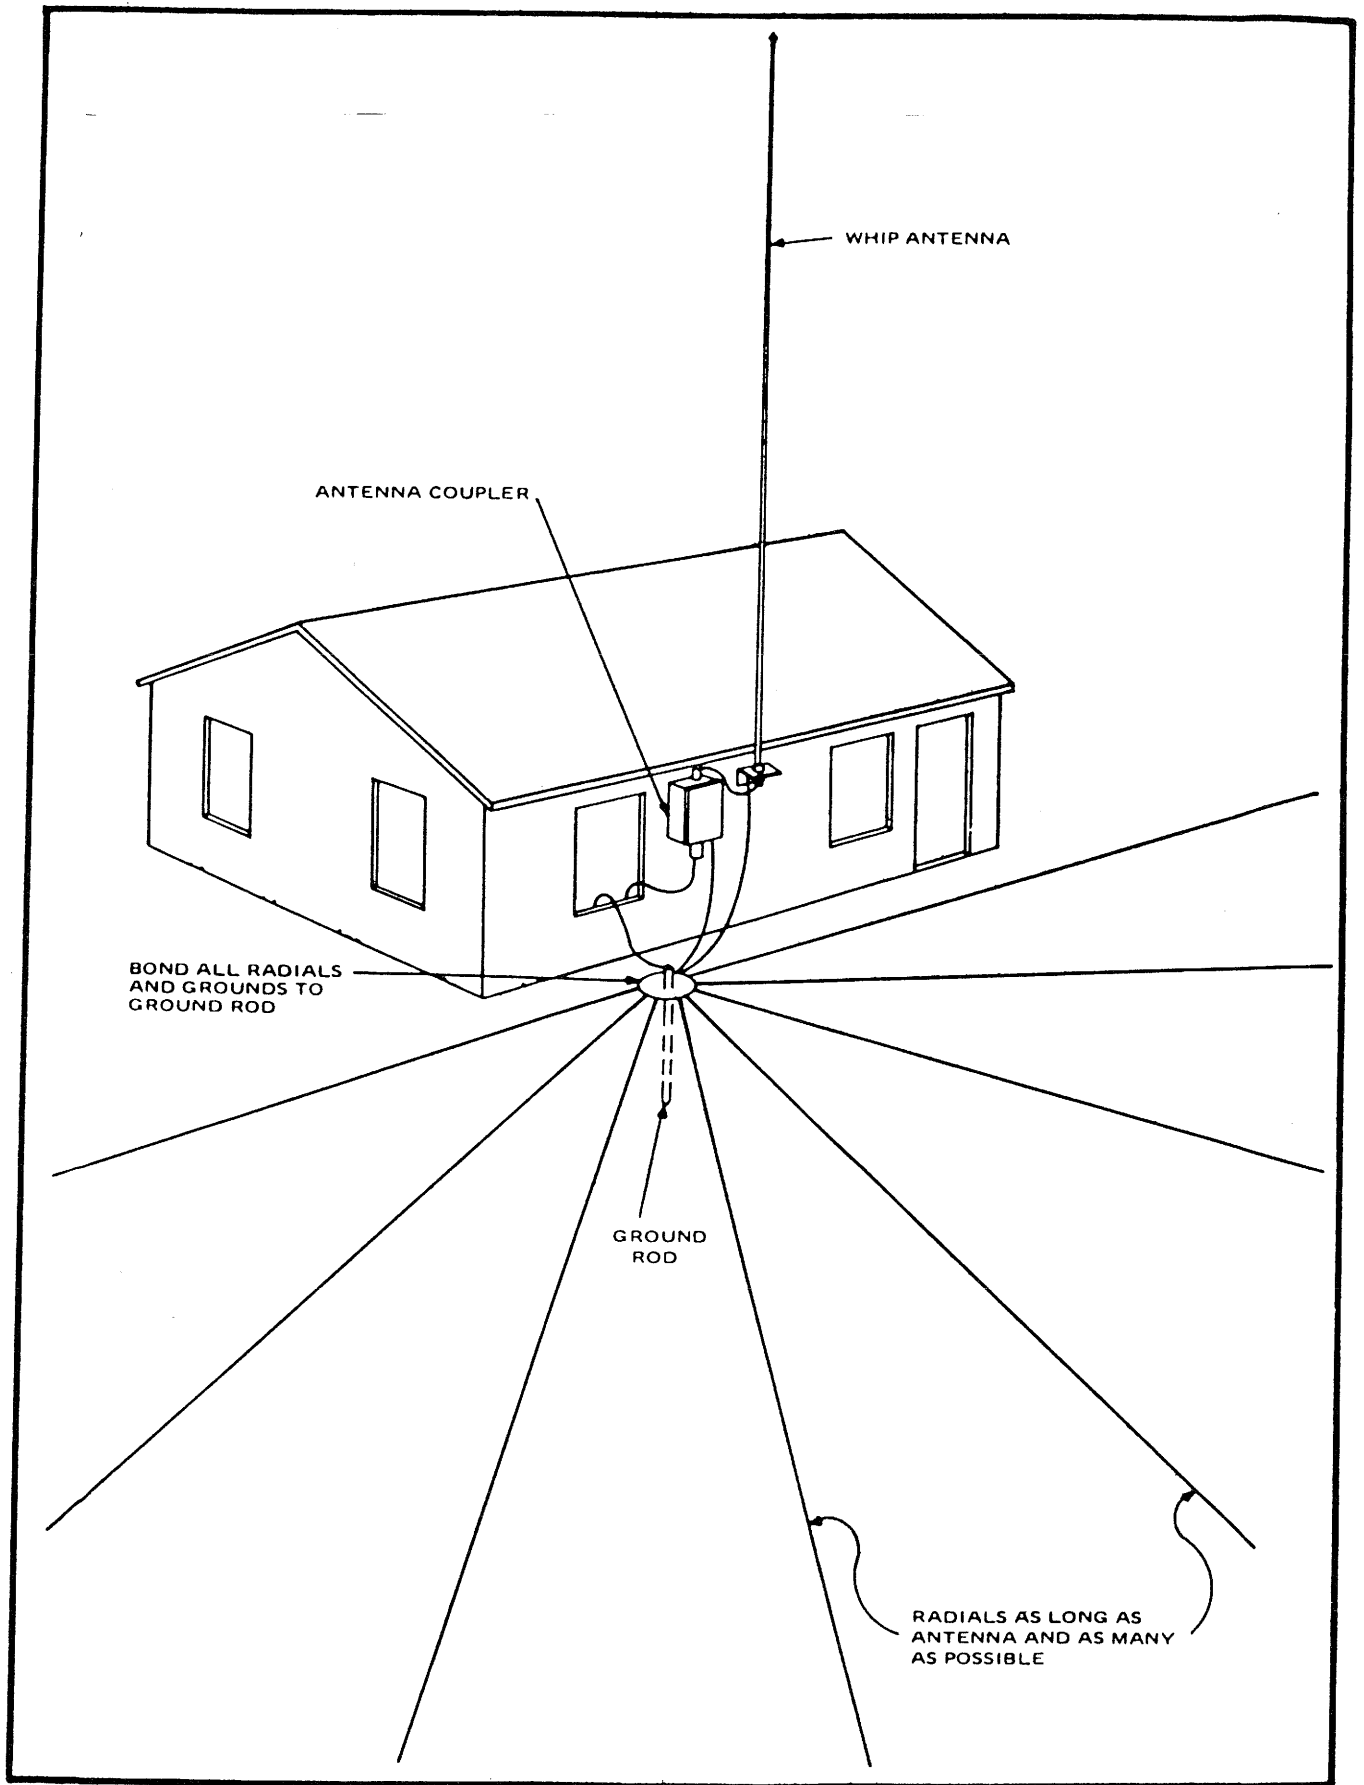 WHIP ANTENNA
ANTENNA COUPLER
BOND ALL RADIALS
AND GROUNDS TO
GROUND ROD
GROUND
ROD
RADIALS AS LONG AS
ANTENNA AND AS MANY
AS POSSIBLE